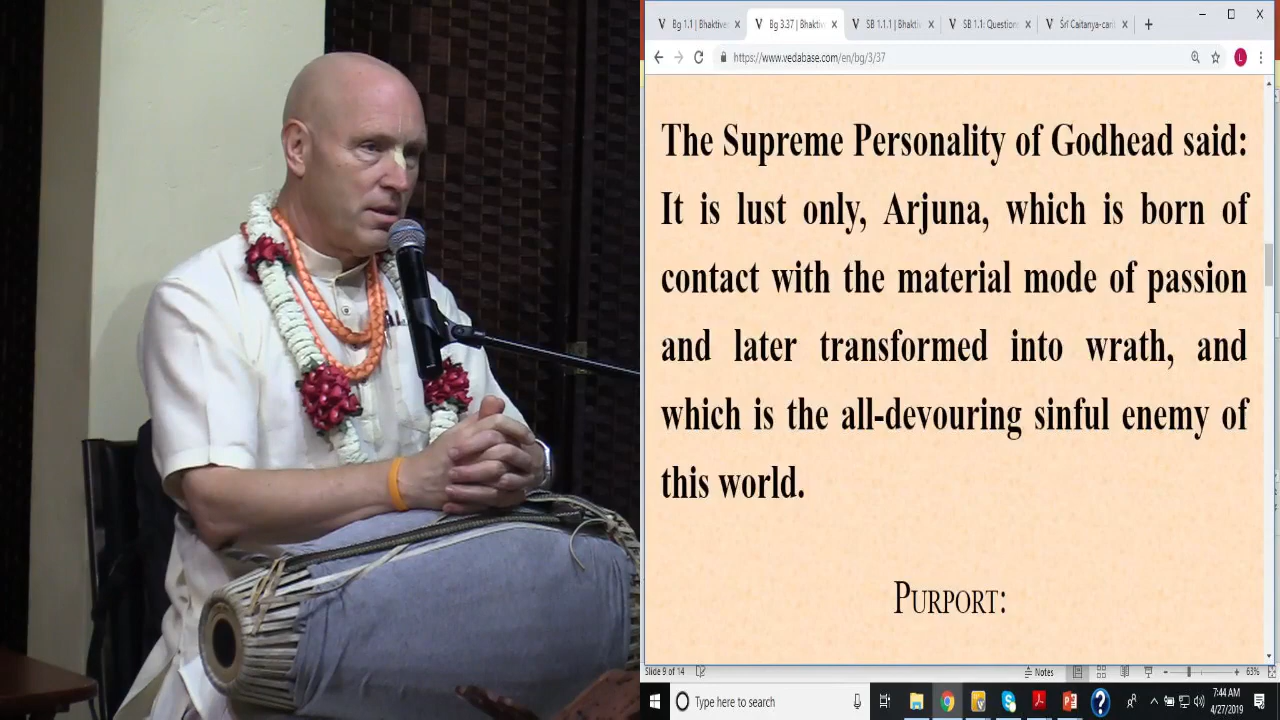 Bg 1.1 | Bhaktive
Bg 3.37 | Bhaktiv
SB 1.1.1 | Bhakti
SB 1.1: Question
Śrī Caitanya-cari
https://www.vedabase.com/en/bg/3/37
L
The Supreme Personality of Godhead said:
It is lust only, Arjuna, which is born of
contact with the material mode of passion
and later transformed into wrath, and
which is the all-devouring sinful enemy of
this world.
PURPORT:
Slide 9 of 14
Notes
63%
Type here to search
7:44 AM
4/27/2019